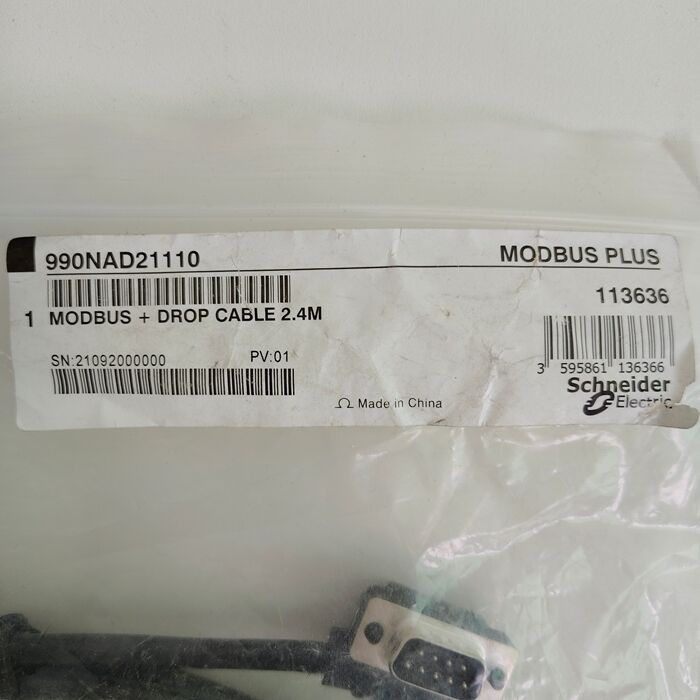 990NAD21110
MODBUS PLUS
113636
1 MODBUS + DROP CABLE 2.4M
SN:21092000000 PV:01
3 595861 136366
Schneider
Electric
Made in China